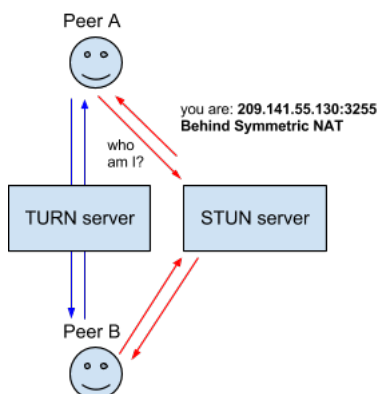 Peer A
you are: 209.141.55.130:3255
Behind Symmetric NAT
who
am I?
TURN server
STUN server
Peer B